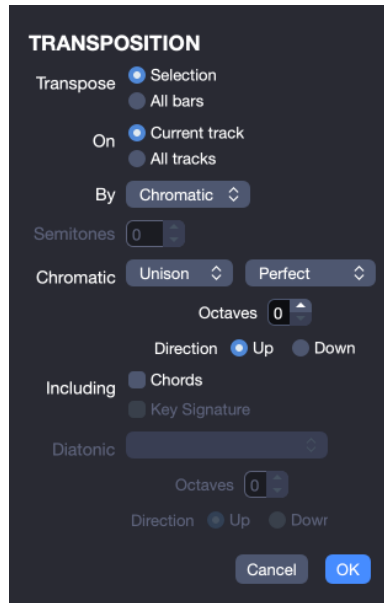 TRANSPOSITION
Transpose Selection
All bars
On Current track
All tracks
By Chromatic
Semitones 0
Chromatic Unison Perfect
Octaves 0
Direction Up Down
Including Chords
Key Signature
Diatonic
Octaves 0
Direction Up Dowr
Cancel OK